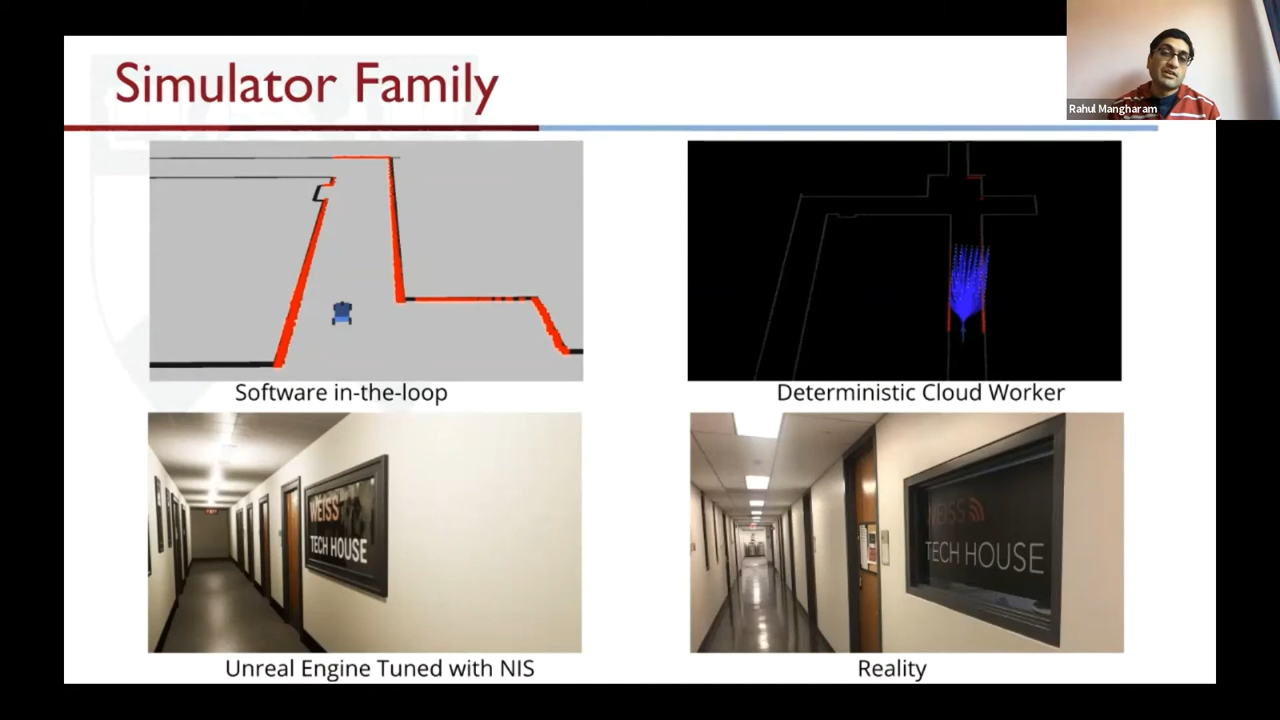 Simulator Family
Rahul Mangharam
Software in-the-loop
Deterministic Cloud Worker
WEISS
TECH HOUSE
WEISS
TECH HOUSE
Unreal Engine Tuned with NIS
Reality